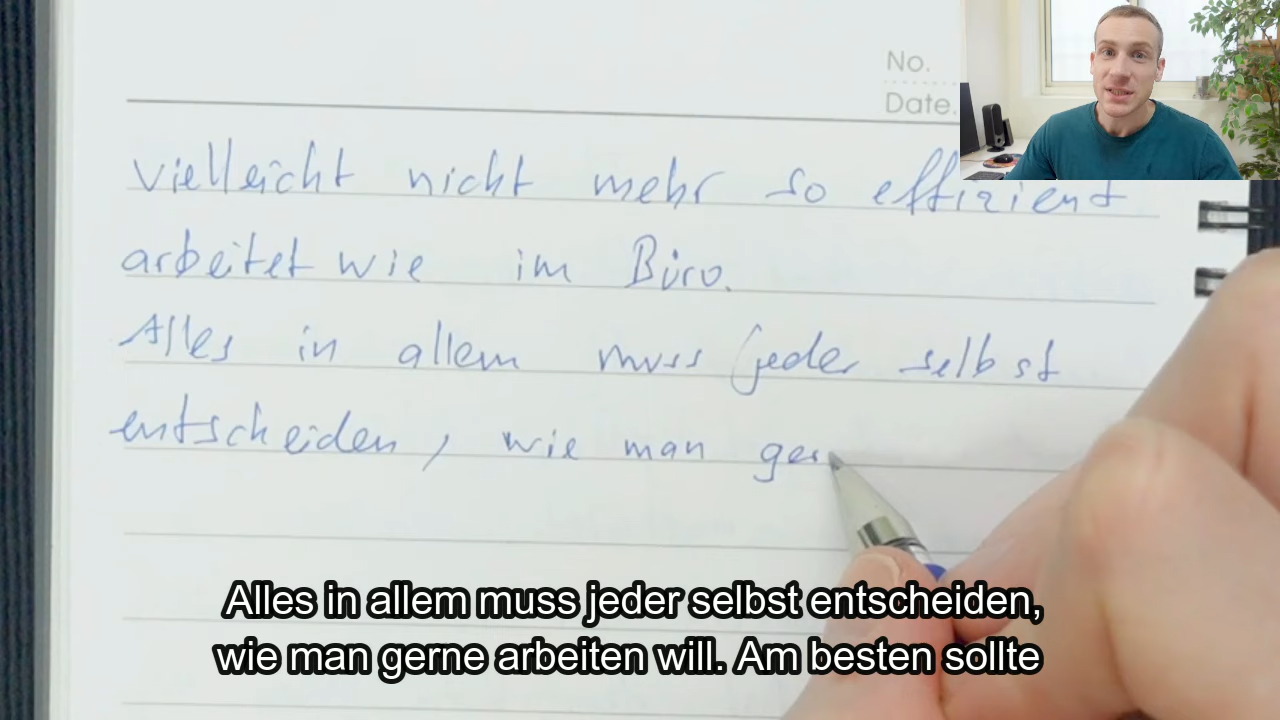 No.
Date.
vielleicht nicht mehr so effizient
arbeitet wie im Büro.
Alles in allem muss jeder selbst
entscheiden, wie man ger
Alles in allem muss jeder selbst entscheiden,
wie man gerne arbeiten will. Am besten sollte